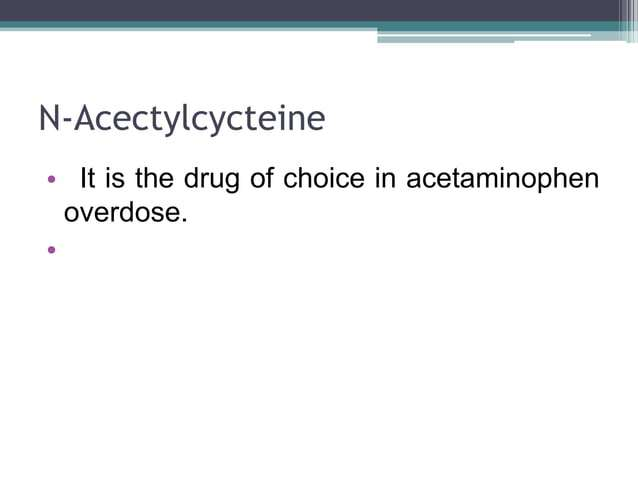 N-Acectylcycteine
• It is the drug of choice in acetaminophen
overdose.
•